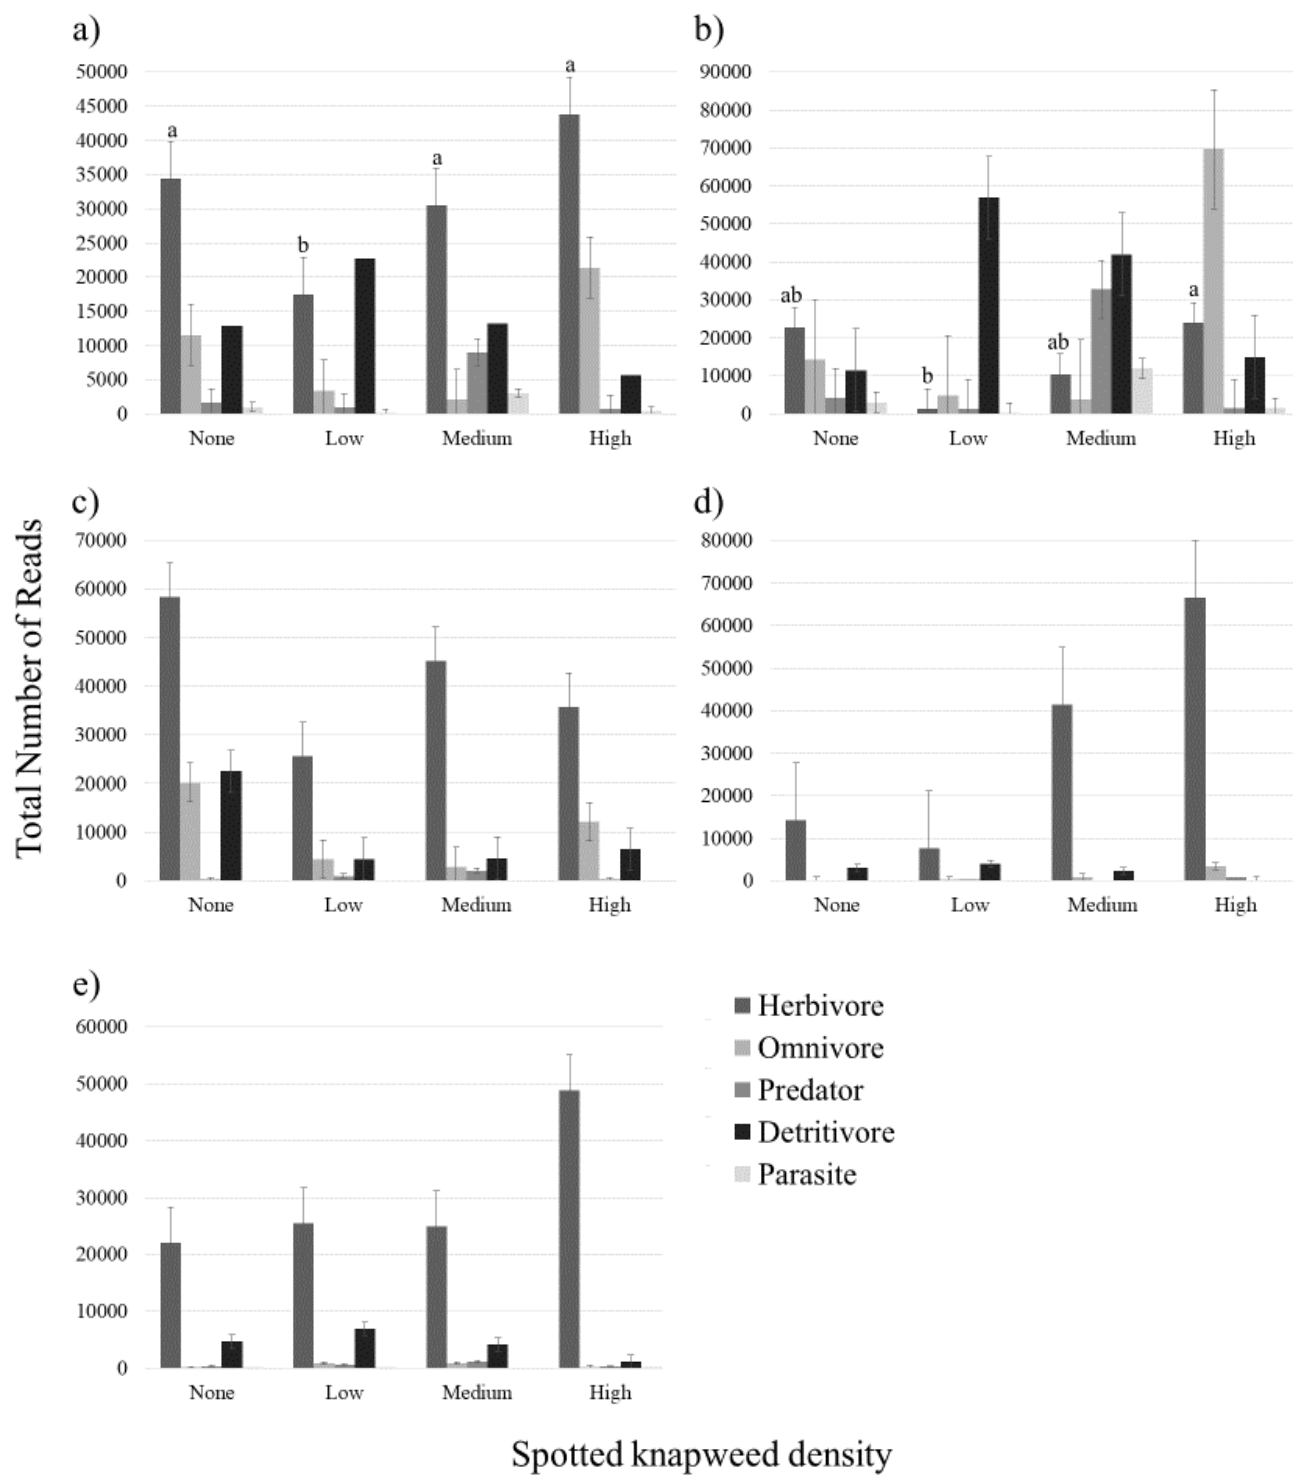 a)
50000
45000
40000
35000
30000
25000
20000
15000
10000
5000
0
a
b
a
a
None Low Medium High
b)
90000
80000
70000
60000
50000
40000
30000
20000
10000
0
ab
b
ab
a
None Low Medium High
Total Number of Reads
c)
70000
60000
50000
40000
30000
20000
10000
0
None Low Medium High
d)
80000
70000
60000
50000
40000
30000
20000
10000
0
None Low Medium High
e)
60000
50000
40000
30000
20000
10000
0
None Low Medium High
Herbivore
Omnivore
Predator
Detritivore
Parasite
Spotted knapweed density